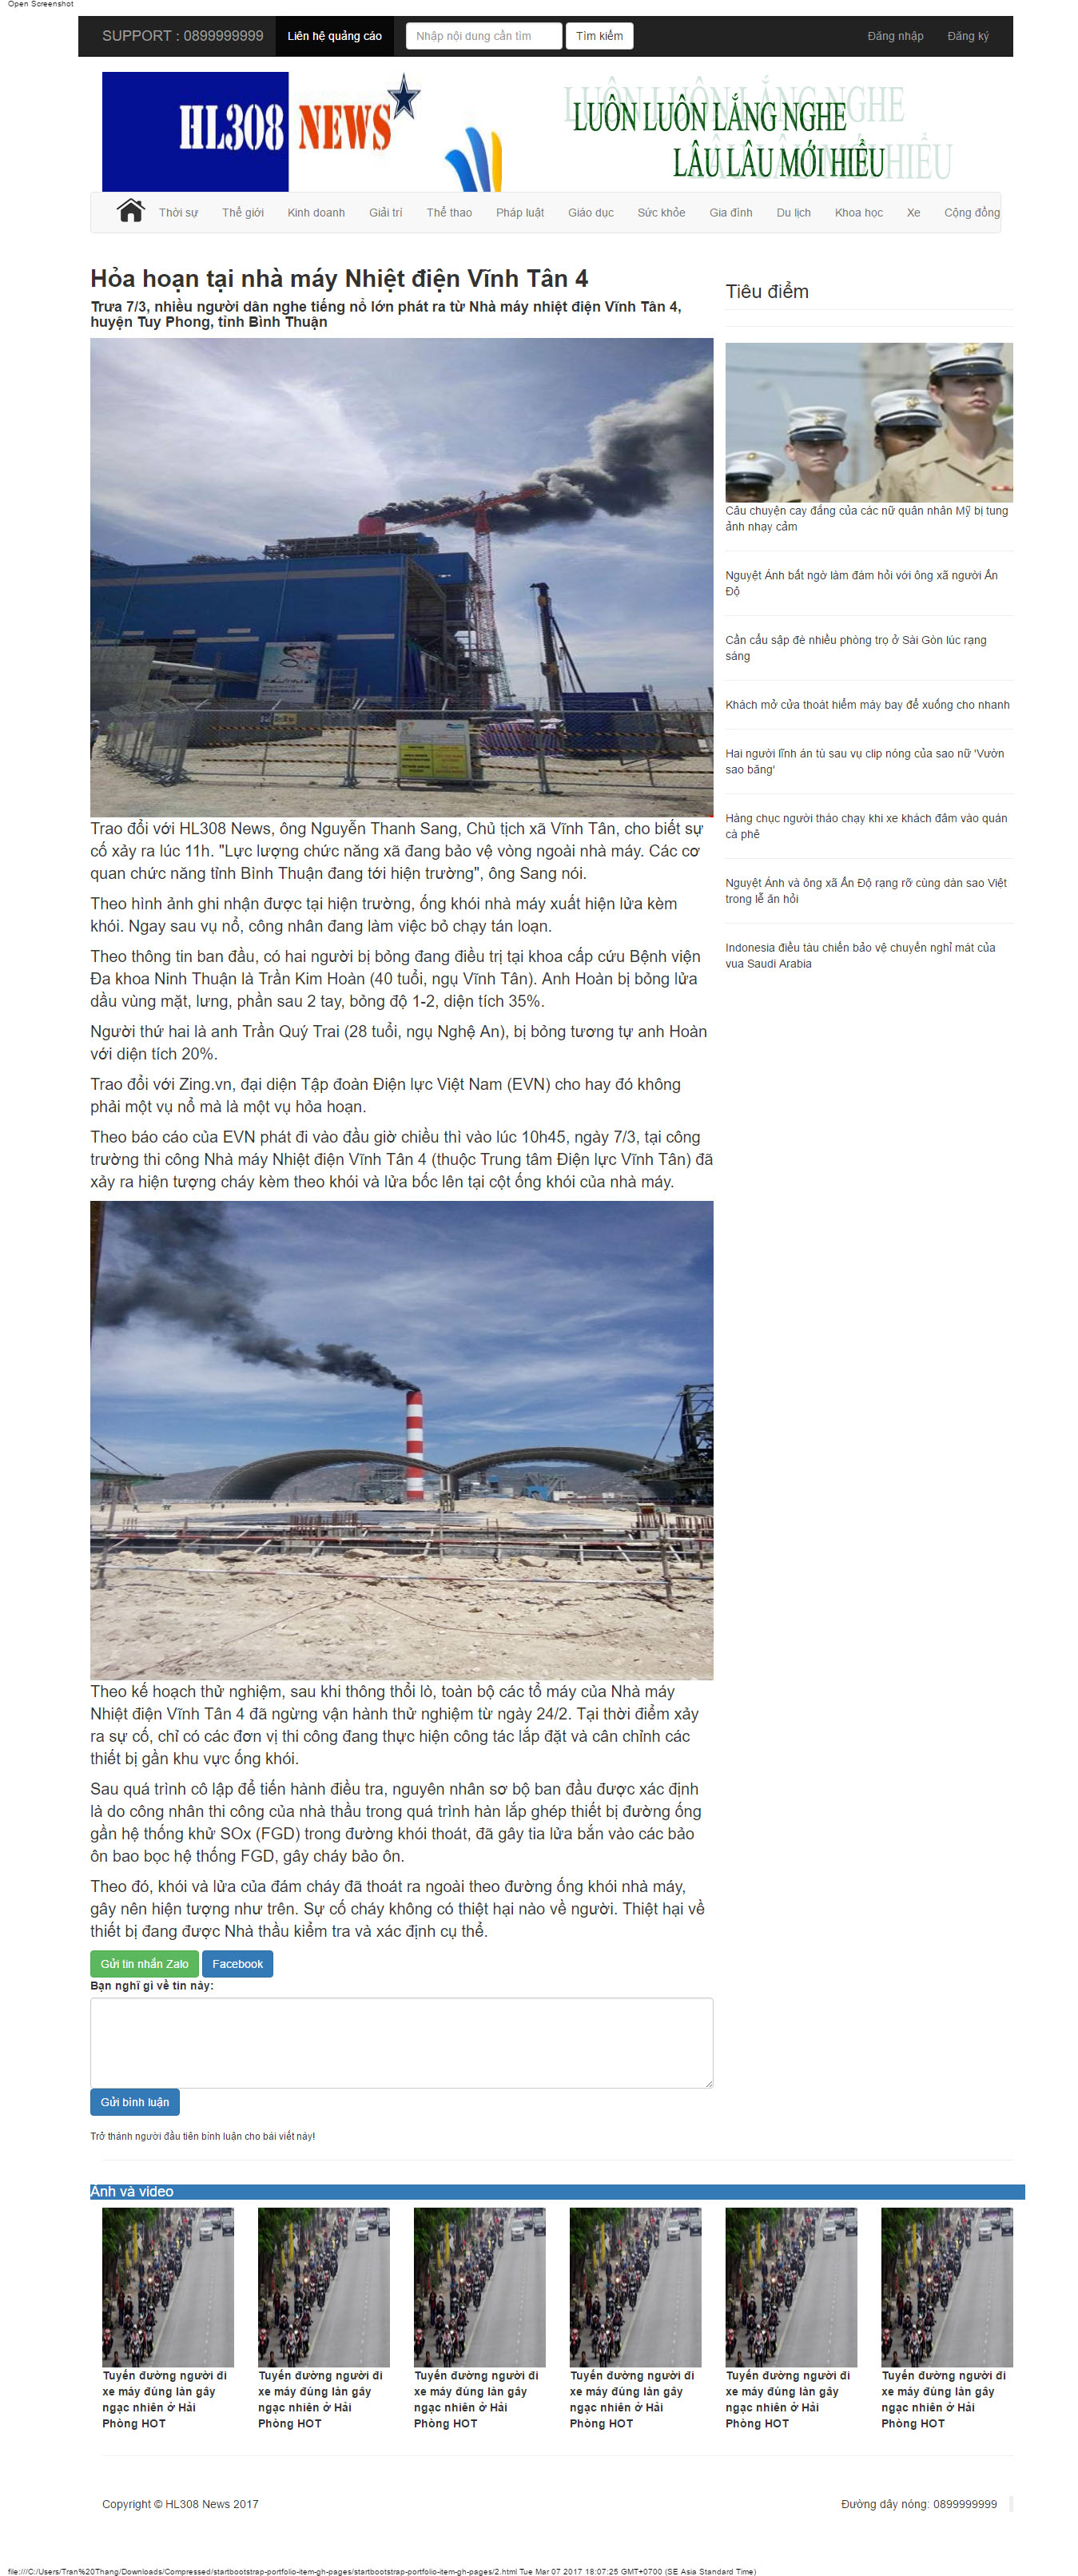 Open Screenshot
SUPPORT : 0899999999 Liên hệ quảng cáo Nhập nội dung cần tìm Tìm kiếm Đăng nhập Đăng ký
HL308 NEWS
LUÔN LUÔN LẮNG NGHE
LÂU LÂU MỚI HIỂU
Thời sự Thế giới Kinh doanh Giải trí Thể thao Pháp luật Giáo dục Sức khỏe Gia đình Du lịch Khoa học Xe Cộng đồng
Hỏa hoạn tại nhà máy Nhiệt điện Vĩnh Tân 4
Trưa 7/3, nhiều người dân nghe tiếng nổ lớn phát ra từ Nhà máy nhiệt điện Vĩnh Tân 4,
huyện Tuy Phong, tỉnh Bình Thuận
Trao đổi với HL308 News, ông Nguyễn Thanh Sang, Chủ tịch xã Vĩnh Tân, cho biết sự
cố xảy ra lúc 11h. "Lực lượng chức năng xã đang bảo vệ vòng ngoài nhà máy. Các cơ
quan chức năng tỉnh Bình Thuận đang tới hiện trường", ông Sang nói.
Theo hình ảnh ghi nhận được tại hiện trường, ống khói nhà máy xuất hiện lửa kèm
khói. Ngay sau vụ nổ, công nhân đang làm việc bỏ chạy tán loạn.
Theo thông tin ban đầu, có hai người bị bỏng đang điều trị tại khoa cấp cứu Bệnh viện
Đa khoa Ninh Thuận là Trần Kim Hoàn (40 tuổi, ngụ Vĩnh Tân). Anh Hoàn bị bỏng lửa
dầu vùng mặt, lưng, phần sau 2 tay, bỏng độ 1-2, diện tích 35%.
Người thứ hai là anh Trần Quý Trai (28 tuổi, ngụ Nghệ An), bị bỏng tương tự anh Hoàn
với diện tích 20%.
Trao đổi với Zing.vn, đại diện Tập đoàn Điện lực Việt Nam (EVN) cho hay đó không
phải một vụ nổ mà là một vụ hỏa hoạn.
Theo báo cáo của EVN phát đi vào đầu giờ chiều thì vào lúc 10h45, ngày 7/3, tại công
trường thi công Nhà máy Nhiệt điện Vĩnh Tân 4 (thuộc Trung tâm Điện lực Vĩnh Tân) đã
xảy ra hiện tượng cháy kèm theo khói và lửa bốc lên tại cột ống khói của nhà máy.
Theo kế hoạch thử nghiệm, sau khi thông thổi lò, toàn bộ các tổ máy của Nhà máy
Nhiệt điện Vĩnh Tân 4 đã ngừng vận hành thử nghiệm từ ngày 24/2. Tại thời điểm xảy
ra sự cố, chỉ có các đơn vị thi công đang thực hiện công tác lắp đặt và cân chỉnh các
thiết bị gần khu vực ống khói.
Sau quá trình cô lập để tiến hành điều tra, nguyên nhân sơ bộ ban đầu được xác định
là do công nhân thi công của nhà thầu trong quá trình hàn lắp ghép thiết bị đường ống
gần hệ thống khử SOx (FGD) trong đường khói thoát, đã gây tia lửa bắn vào các bảo
ôn bao bọc hệ thống FGD, gây cháy bảo ôn.
Theo đó, khói và lửa của đám cháy đã thoát ra ngoài theo đường ống khói nhà máy,
gây nên hiện tượng như trên. Sự cố cháy không có thiệt hại nào về người. Thiệt hại về
thiết bị đang được Nhà thầu kiểm tra và xác định cụ thể.
Gửi tin nhắn Zalo Facebook
Bạn nghĩ gì về tin này:
Gửi bình luận
Trở thành người đầu tiên bình luận cho bài viết này!
Tiêu điểm
Câu chuyện cay đắng của các nữ quân nhân Mỹ bị tung
ảnh nhạy cảm
Nguyệt Ánh bất ngờ làm đám hỏi với ông xã người Ấn
Độ
Cần cẩu sập đè nhiều phòng trọ ở Sài Gòn lúc rạng
sáng
Khách mở cửa thoát hiểm máy bay để xuống cho nhanh
Hai người lĩnh án tù sau vụ clip nóng của sao nữ 'Vườn
sao băng'
Hàng chục người tháo chạy khi xe khách đâm vào quán
cà phê
Nguyệt Ánh và ông xã Ấn Độ rạng rỡ cùng dàn sao Việt
trong lễ ăn hỏi
Indonesia điều tàu chiến bảo vệ chuyến nghỉ mát của
vua Saudi Arabia
Ảnh và video
Tuyến đường người đi Tuyến đường người đi Tuyến đường người đi Tuyến đường người đi Tuyến đường người đi Tuyến đường người đi
xe máy đúng làn gây xe máy đúng làn gây xe máy đúng làn gây xe máy đúng làn gây xe máy đúng làn gây xe máy đúng làn gây
ngạc nhiên ở Hải ngạc nhiên ở Hải ngạc nhiên ở Hải ngạc nhiên ở Hải ngạc nhiên ở Hải ngạc nhiên ở Hải
Phòng HOT Phòng HOT Phòng HOT Phòng HOT Phòng HOT Phòng HOT
Copyright © HL308 News 2017 Đường dây nóng: 0899999999
file:///C:/Users/Tran%20Thang/Downloads/Compressed/startbootstrap-portfolio-item-gh-pages/startbootstrap-portfolio-item-gh-pages/2.html Tue Mar 07 2017 18:07:25 GMT+0700 (SE Asia Standard Time)